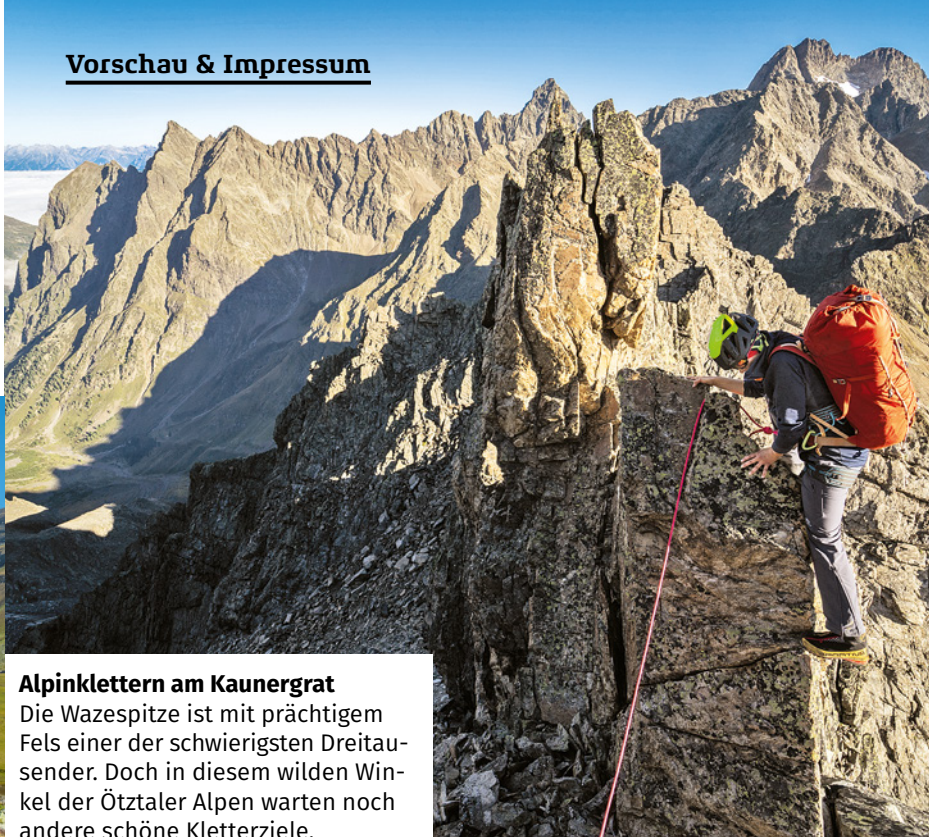 Vorschau & Impressum
Alpinklettern am Kaunergrat
Die Wazespitze ist mit prächtigem
Fels einer der schwierigsten Dreitau-
sender. Doch in diesem wilden Win-
kel der Ötztaler Alpen warten noch
andere schöne Kletterziele.